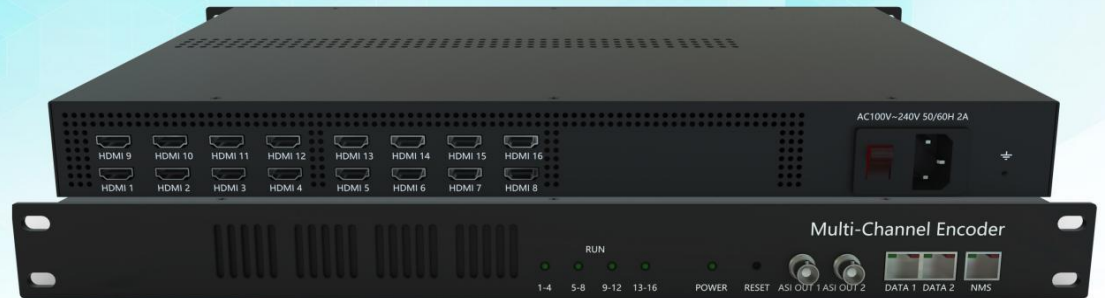 AC100V~240V 50/60H 2A
HDMI 9 HDMI 10 HDMI 11 HDMI 12 HDMI 13 HDMI 14 HDMI 15 HDMI 16
HDMI 1 HDMI 2 HDMI 3 HDMI 4 HDMI 5 HDMI 6 HDMI 7 HDMI 8
Multi-Channel Encoder
RUN
1-4 5-8 9-12 13-16 POWER RESET ASI OUT 1 ASI OUT 2 DATA 1 DATA 2 NMS